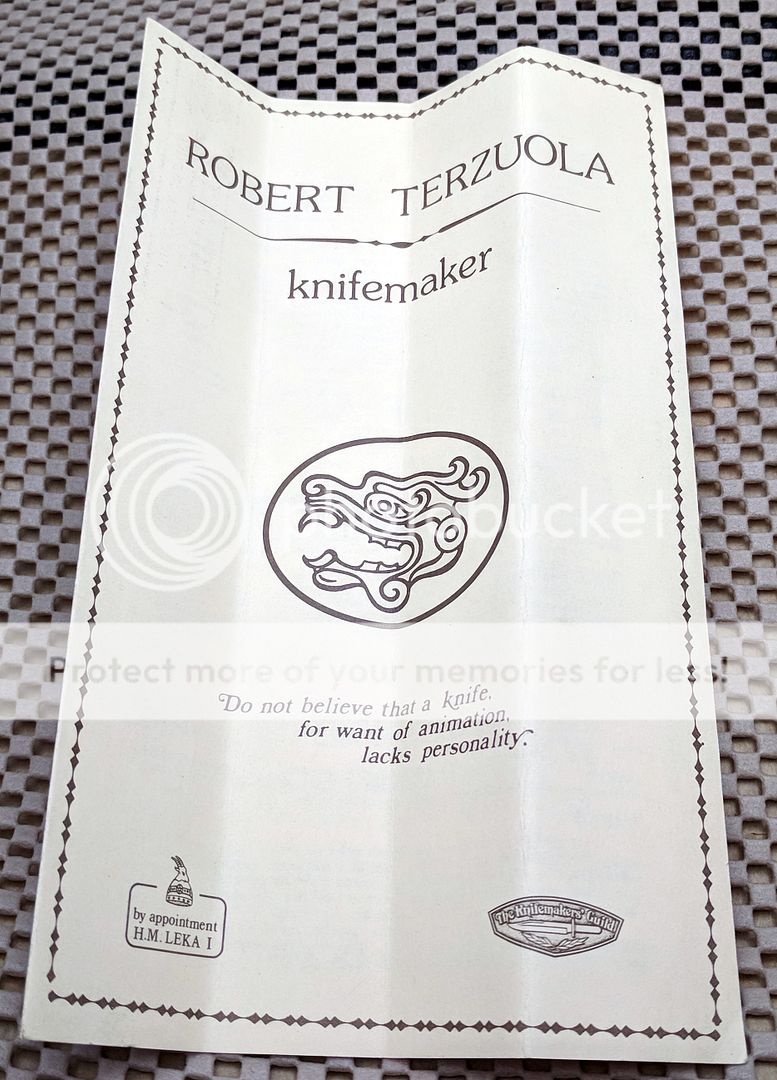 ROBERT TERZUOLA
knifemaker
photobucket
Protect more of your memories for less!
Do not believe that a knife,
for want of animation,
lacks personality.
by appointment
H.M. LEKA I
The Knifemakers' Guild